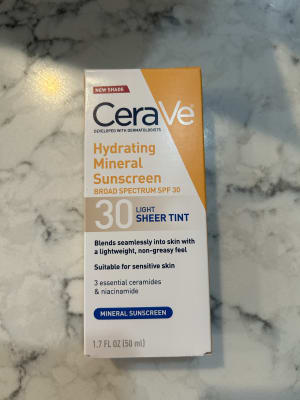 NEW SHADE
CeraVe
DEVELOPED WITH DERMATOLOGISTS
Hydrating
Mineral
Sunscreen
BROAD SPECTRUM SPF 30
30 LIGHT
SHEER TINT
Blends seamlessly into skin with
a lightweight, non-greasy feel
Suitable for sensitive skin
3 essential ceramides
& niacinamide
MINERAL SUNSCREEN
1.7 FL OZ (50 ml)